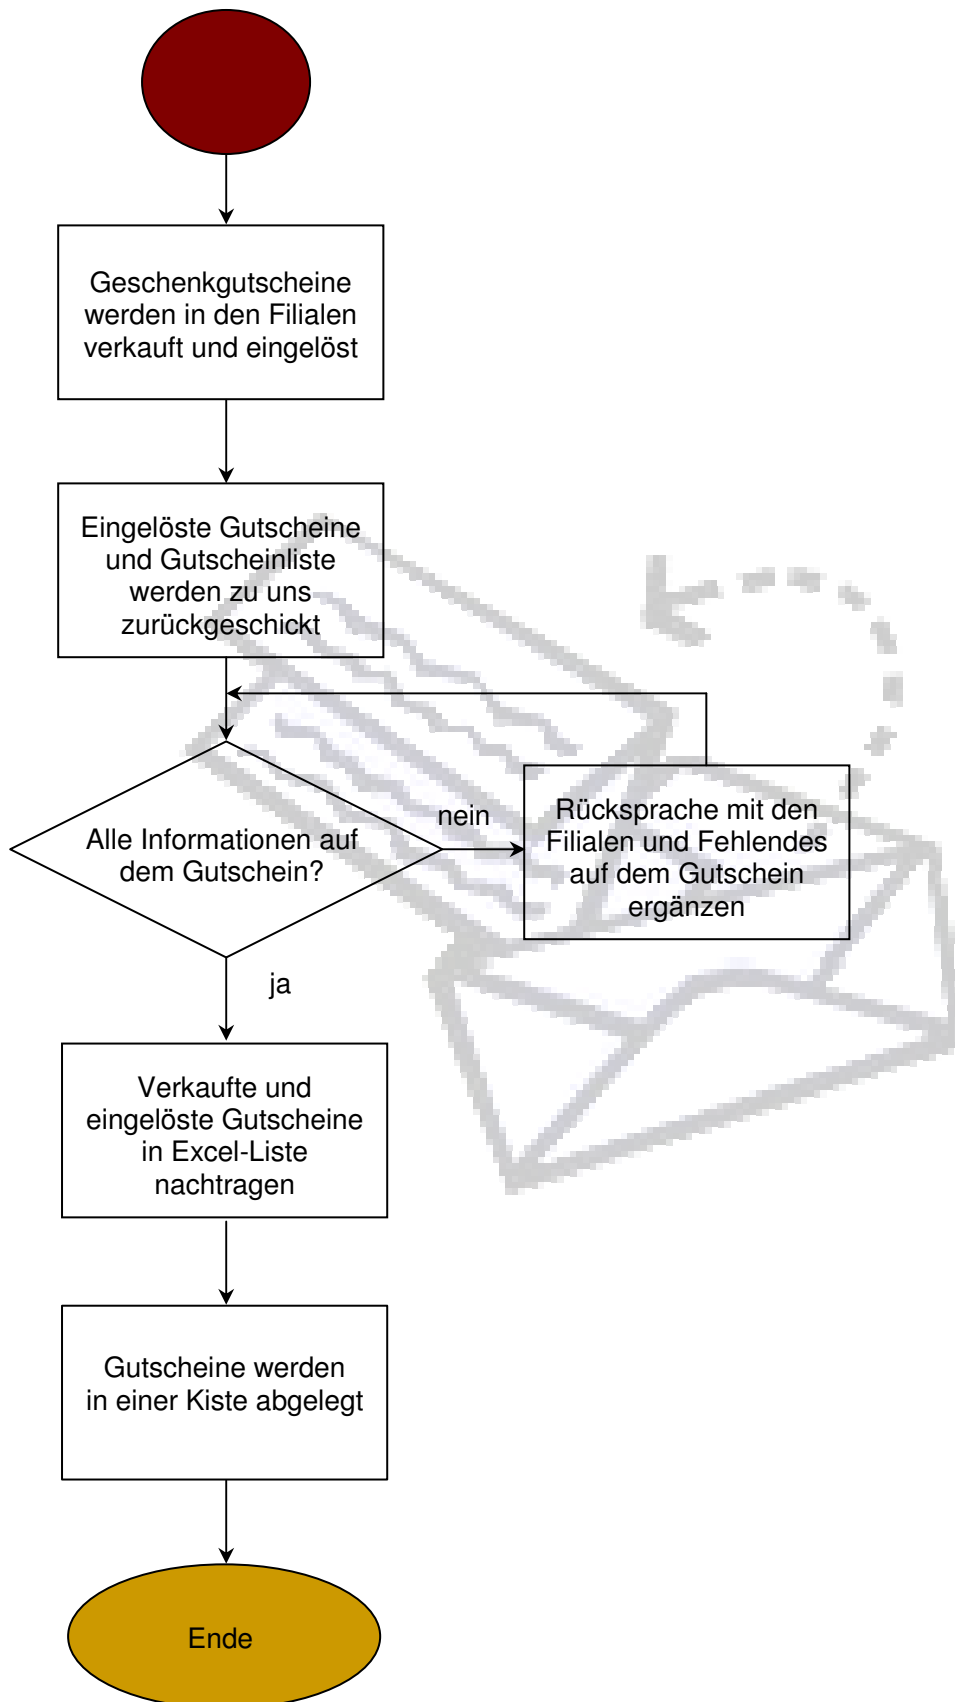 Geschenkgutscheine
werden in den Filialen
verkauft und eingelöst
Eingelöste Gutscheine
und Gutscheinliste
werden zu uns
zurückgeschickt
Alle Informationen auf
dem Gutschein?
nein
Rücksprache mit den
Filialen und Fehlendes
auf dem Gutschein
ergänzen
ja
Verkaufte und
eingelöste Gutscheine
in Excel-Liste
nachtragen
Gutscheine werden
in einer Kiste abgelegt
Ende